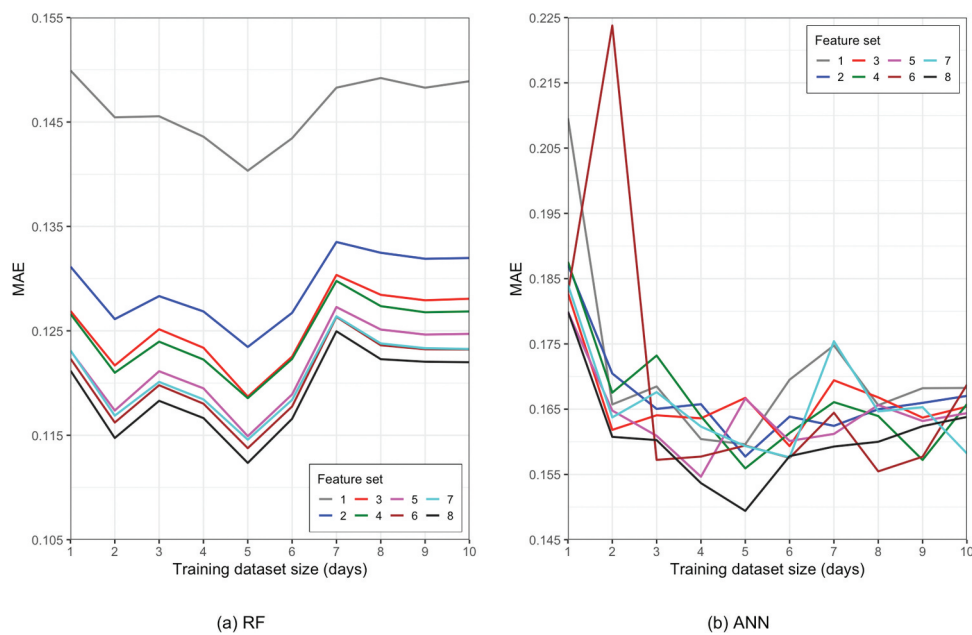 0.155
0.145
0.135
0.125
0.115
0.105
MAE
1 2 3 4 5 6 7 8 9 10
Training dataset size (days)
Feature set
1 3 5 7
2 4 6 8
(a) RF
0.225
0.215
0.205
0.195
0.185
0.175
0.165
0.155
0.145
MAE
1 2 3 4 5 6 7 8 9 10
Training dataset size (days)
Feature set
1 3 5 7
2 4 6 8
(b) ANN